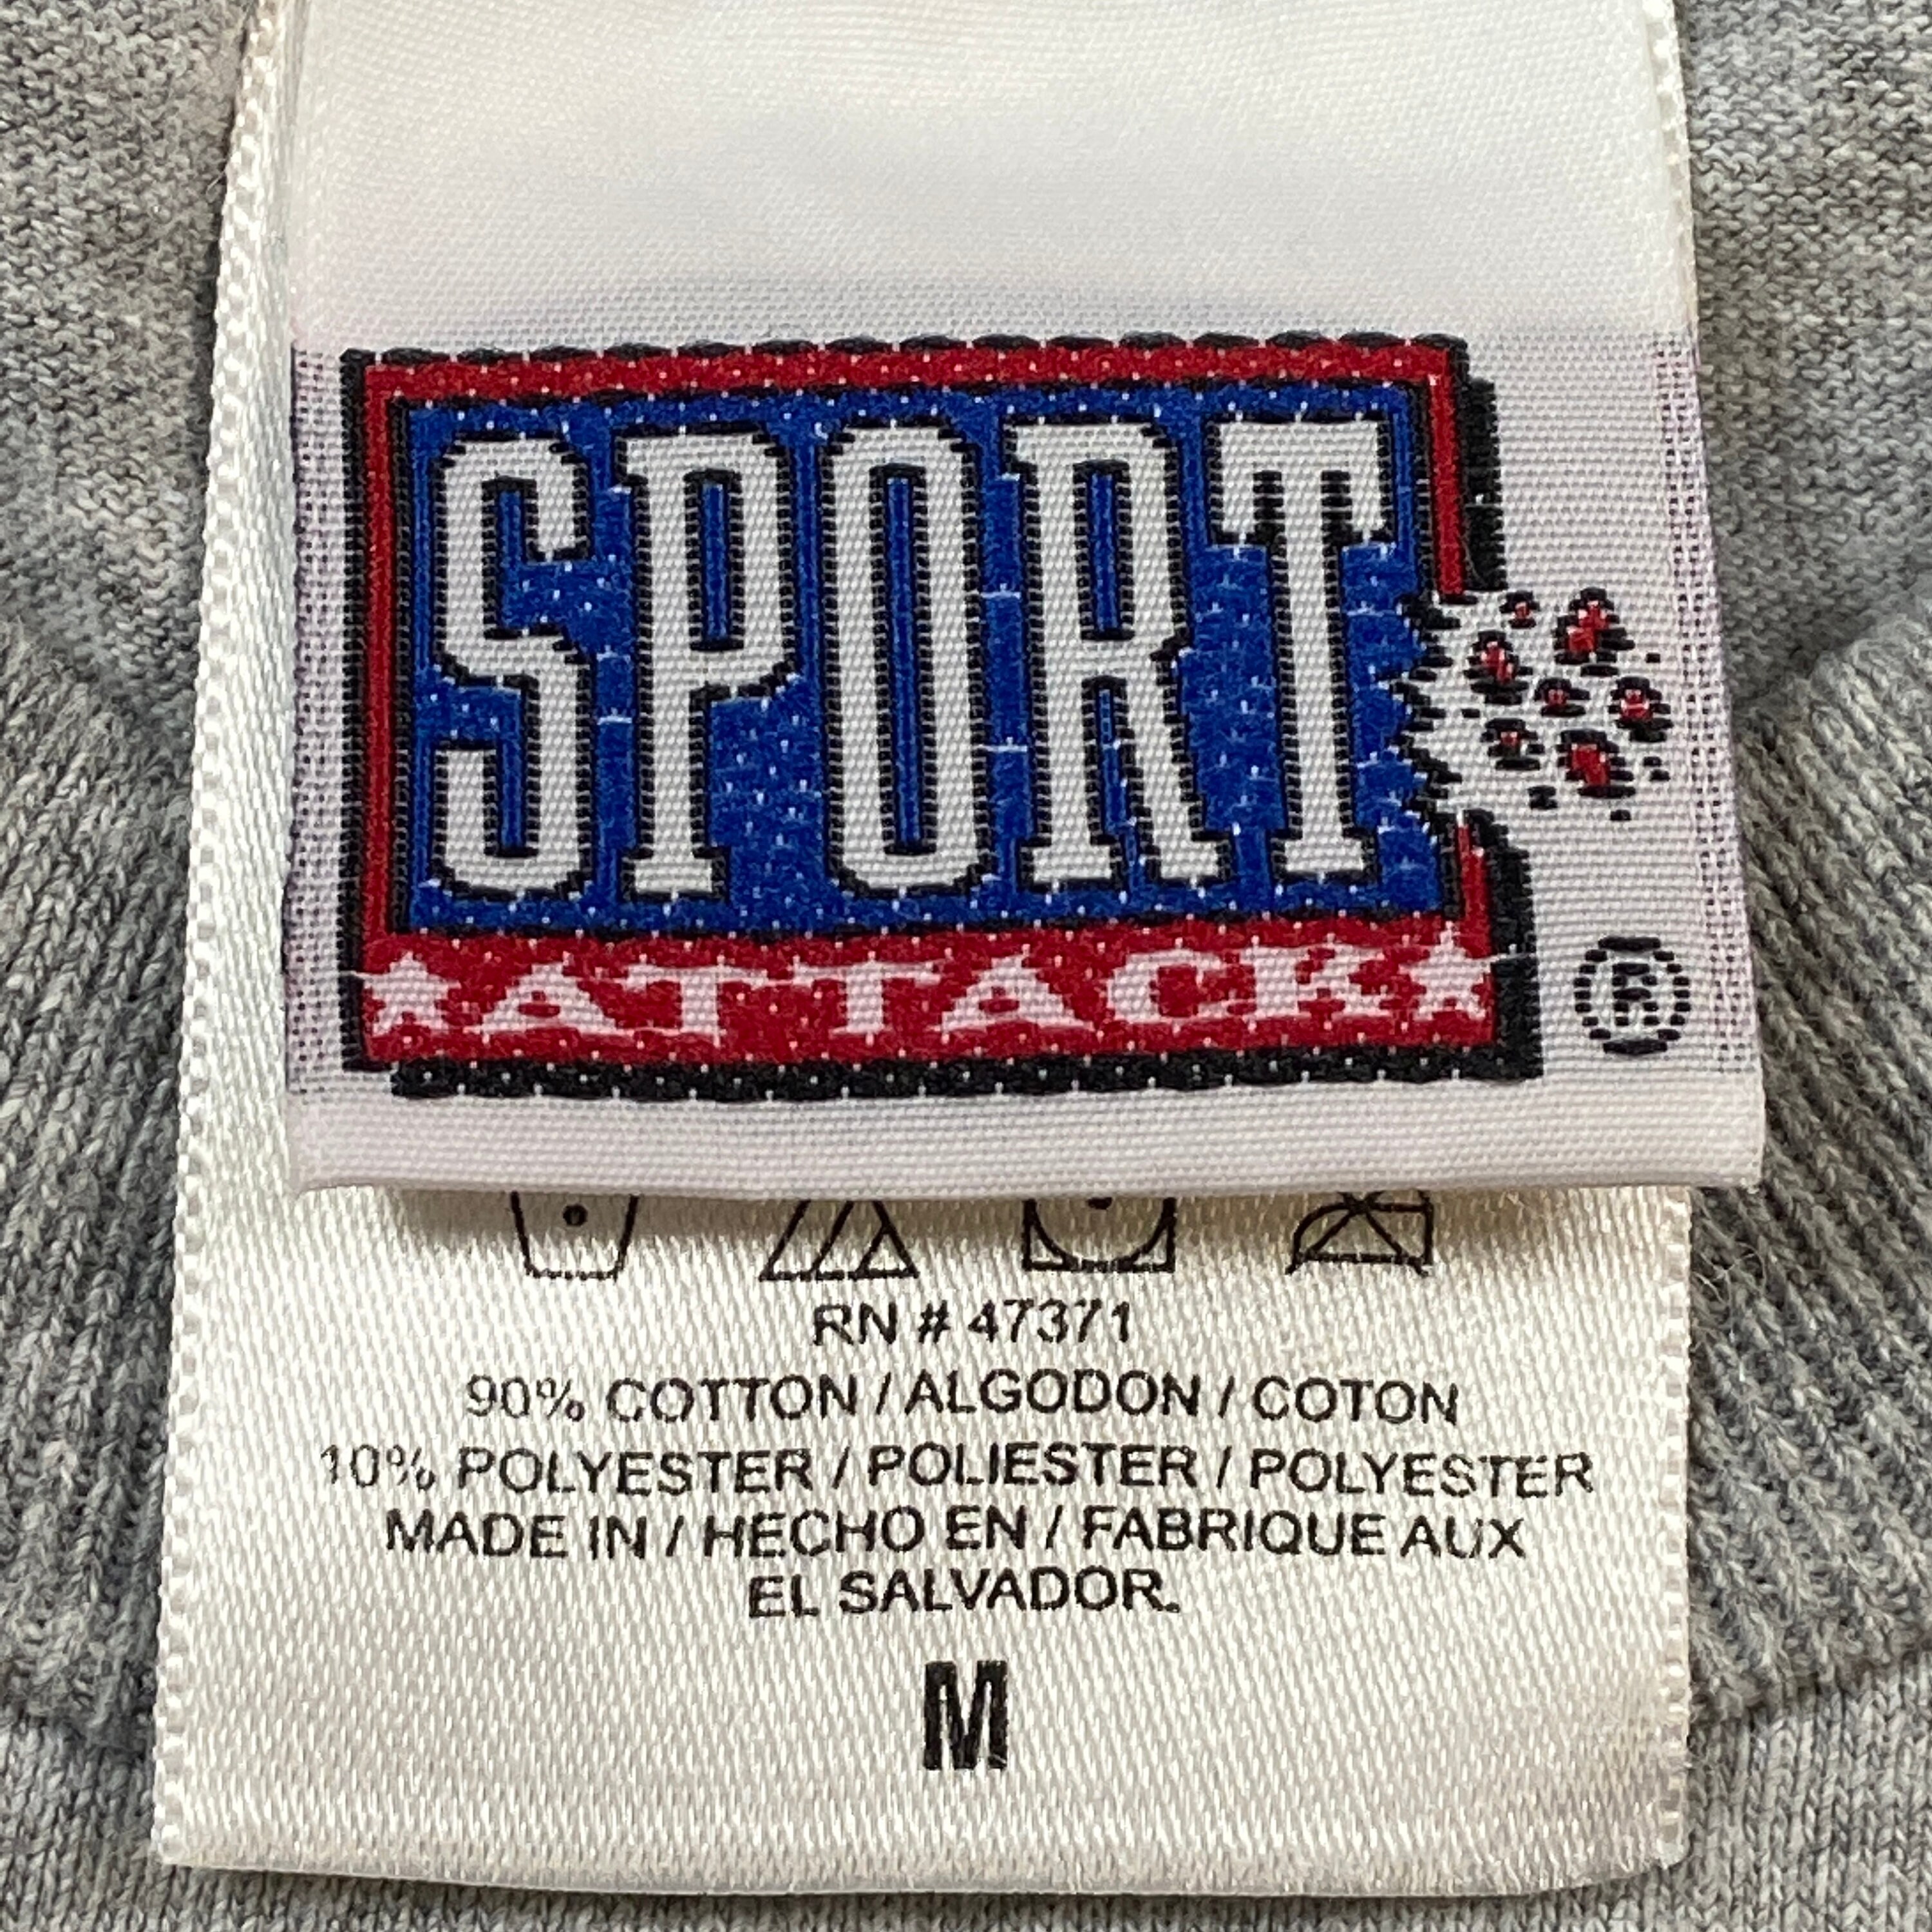 SPORT
ATTACK
®
RN # 47371
90% COTTON / ALGODON / COTON
10% POLYESTER / POLIESTER / POLYESTER
MADE IN / HECHO EN / FABRIQUE AUX
EL SALVADOR.
M